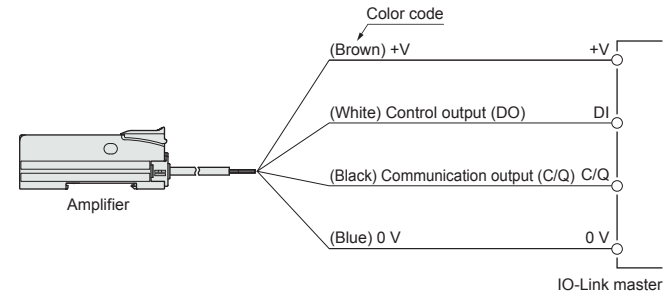 Color code
(Brown) +V
+V
(White) Control output (DO)
DI
(Black) Communication output (C/Q)
C/Q
(Blue) 0 V
0 V
Amplifier
IO-Link master